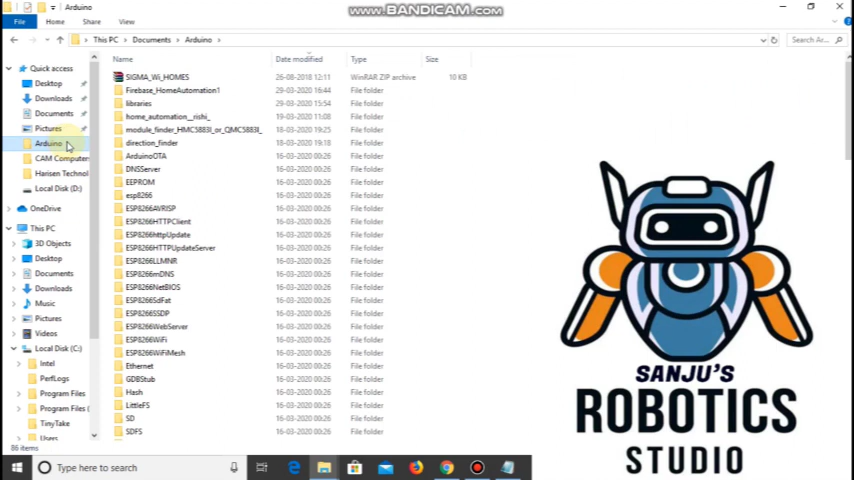 Arduino
www.BANDICAM.com
File Home Share View
This PC > Documents > Arduino >
Search Ar...
Name Date modified Type Size
Quick access
Desktop
Downloads
Documents
Pictures
Arduino
CAM Computer
Harisen Technol
Local Disk (D:)
OneDrive
This PC
3D Objects
Desktop
Documents
Downloads
Music
Pictures
Videos
Local Disk (C:)
Intel
PerfLogs
Program Files
Program Files (
TinyTake
Users
SIGMA_Wi_HOMES 26-08-2018 12:11 WinRAR ZIP archive 10 KB
Firebase_HomeAutomation1 29-03-2020 16:44 File folder
libraries 29-03-2020 15:54 File folder
home_automation__rishi_ 19-03-2020 11:08 File folder
module_finder_HMC5883l_or_QMC5883l_ 18-03-2020 19:25 File folder
direction_finder 18-03-2020 19:18 File folder
ArduinoOTA 16-03-2020 00:26 File folder
DNSServer 16-03-2020 00:26 File folder
EEPROM 16-03-2020 00:26 File folder
esp8266 16-03-2020 00:26 File folder
ESP8266AVRISP 16-03-2020 00:26 File folder
ESP8266HTTPClient 16-03-2020 00:26 File folder
ESP8266httpUpdate 16-03-2020 00:26 File folder
ESP8266HTTPUpdateServer 16-03-2020 00:26 File folder
ESP8266LLMNR 16-03-2020 00:26 File folder
ESP8266mDNS 16-03-2020 00:26 File folder
ESP8266NetBIOS 16-03-2020 00:26 File folder
ESP8266SdFat 16-03-2020 00:26 File folder
ESP8266SSDP 16-03-2020 00:26 File folder
ESP8266WebServer 16-03-2020 00:26 File folder
ESP8266WiFi 16-03-2020 00:26 File folder
ESP8266WiFiMesh 16-03-2020 00:26 File folder
Ethernet 16-03-2020 00:26 File folder
GDBStub 16-03-2020 00:26 File folder
Hash 16-03-2020 00:26 File folder
LittleFS 16-03-2020 00:26 File folder
SD 16-03-2020 00:26 File folder
SDFS 16-03-2020 00:26 File folder
86 items
Type here to search
SANJU'S
ROBOTICS
STUDIO